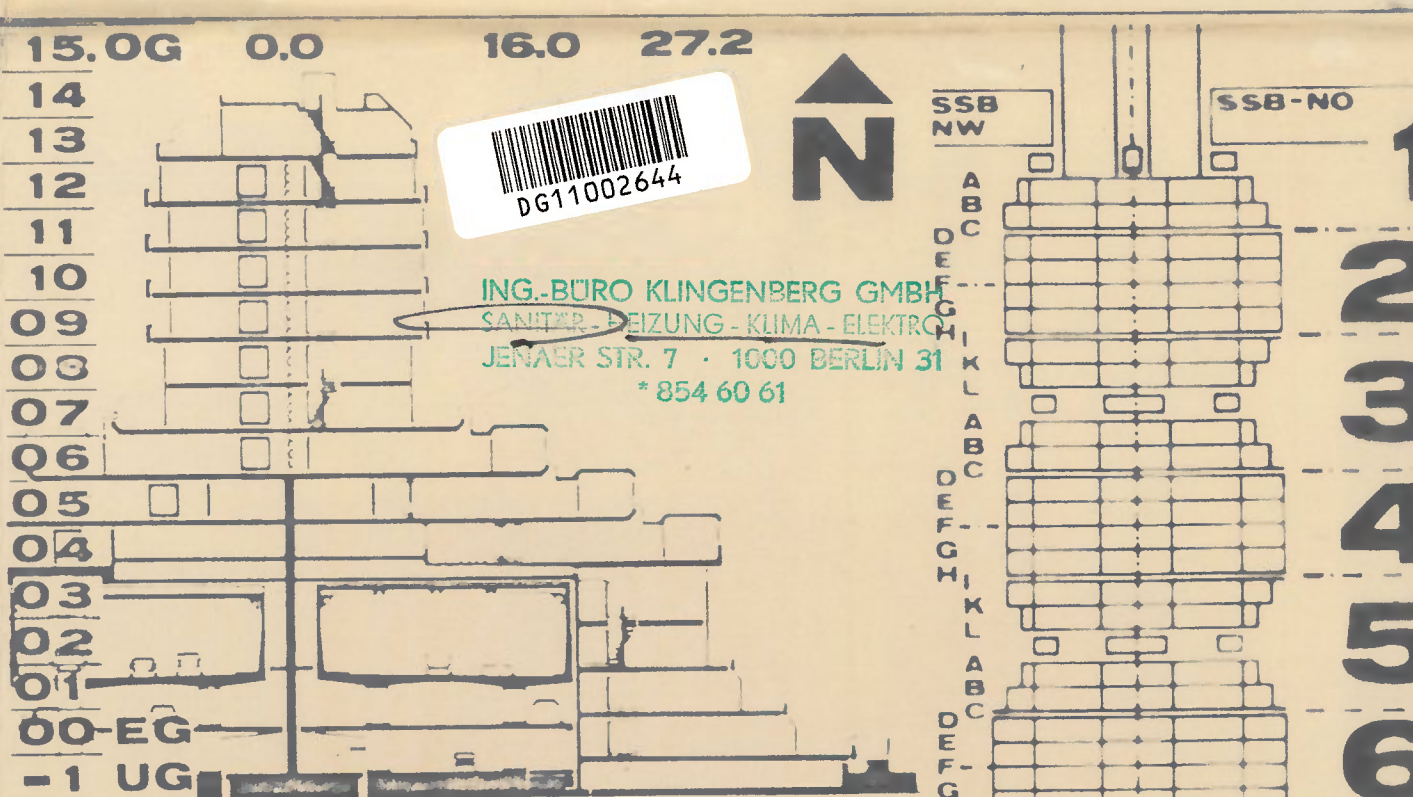 15.OG 0.0 16.0 27.2
14
13
12
11
10
09
08
07
06
05
04
03
02
01
00-EG
-1 UG
DG11002644
N
ING.-BÜRO KLINGENBERG GMBH
SANITÄR - HEIZUNG - KLIMA - ELEKTRO
JENAER STR. 7 · 1000 BERLIN 31
* 854 60 61
SSB
NW
SSB-NO
A
B
C
D
E
F
G
H
I
K
L
A
B
C
D
E
F
G
H
I
K
L
A
B
C
D
E
F
G
1
2
3
4
5
6